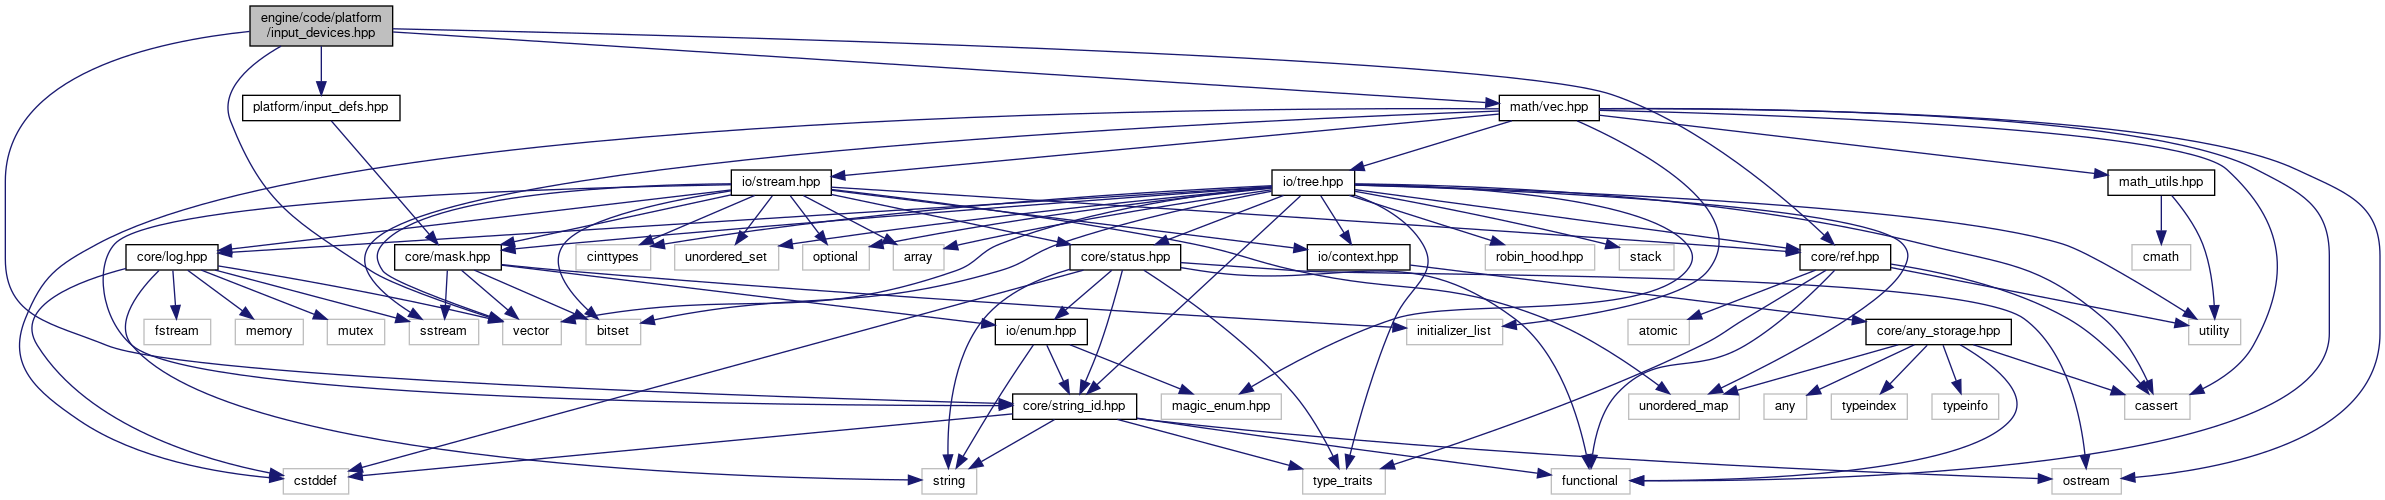 engine/code/platform
/input_devices.hpp
platform/input_defs.hpp
math/vec.hpp
io/stream.hpp
io/tree.hpp
math_utils.hpp
core/log.hpp
core/mask.hpp
cinttypes
unordered_set
optional
array
core/status.hpp
io/context.hpp
robin_hood.hpp
stack
core/ref.hpp
cmath
fstream
memory
mutex
sstream
vector
bitset
io/enum.hpp
initializer_list
atomic
core/any_storage.hpp
utility
core/string_id.hpp
magic_enum.hpp
unordered_map
any
typeindex
typeinfo
cassert
cstddef
string
type_traits
functional
ostream